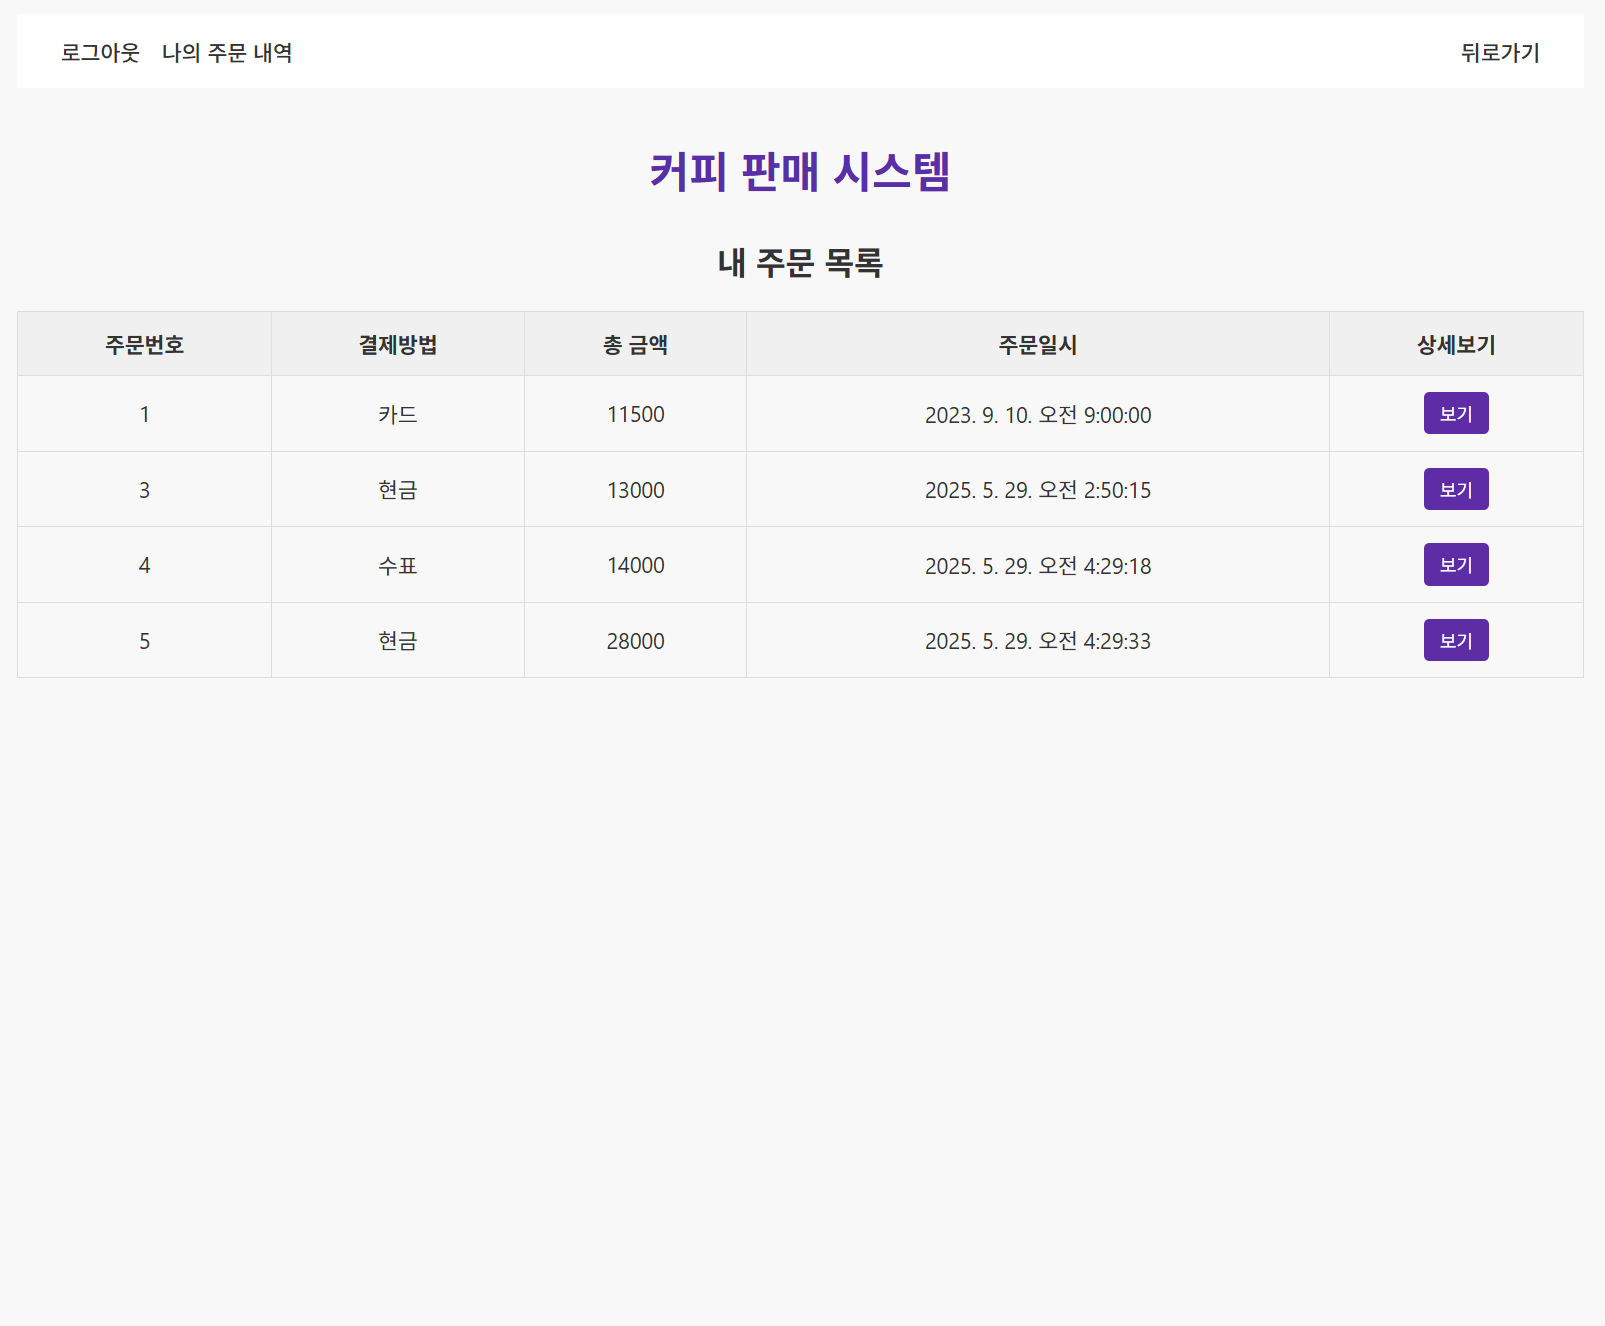 로그아웃 나의 주문 내역 뒤로가기
커피 판매 시스템
내 주문 목록
주문번호 결제방법 총 금액 주문일시 상세보기
1 카드 11500 2023. 9. 10. 오전 9:00:00 보기
3 현금 13000 2025. 5. 29. 오전 2:50:15 보기
4 수표 14000 2025. 5. 29. 오전 4:29:18 보기
5 현금 28000 2025. 5. 29. 오전 4:29:33 보기